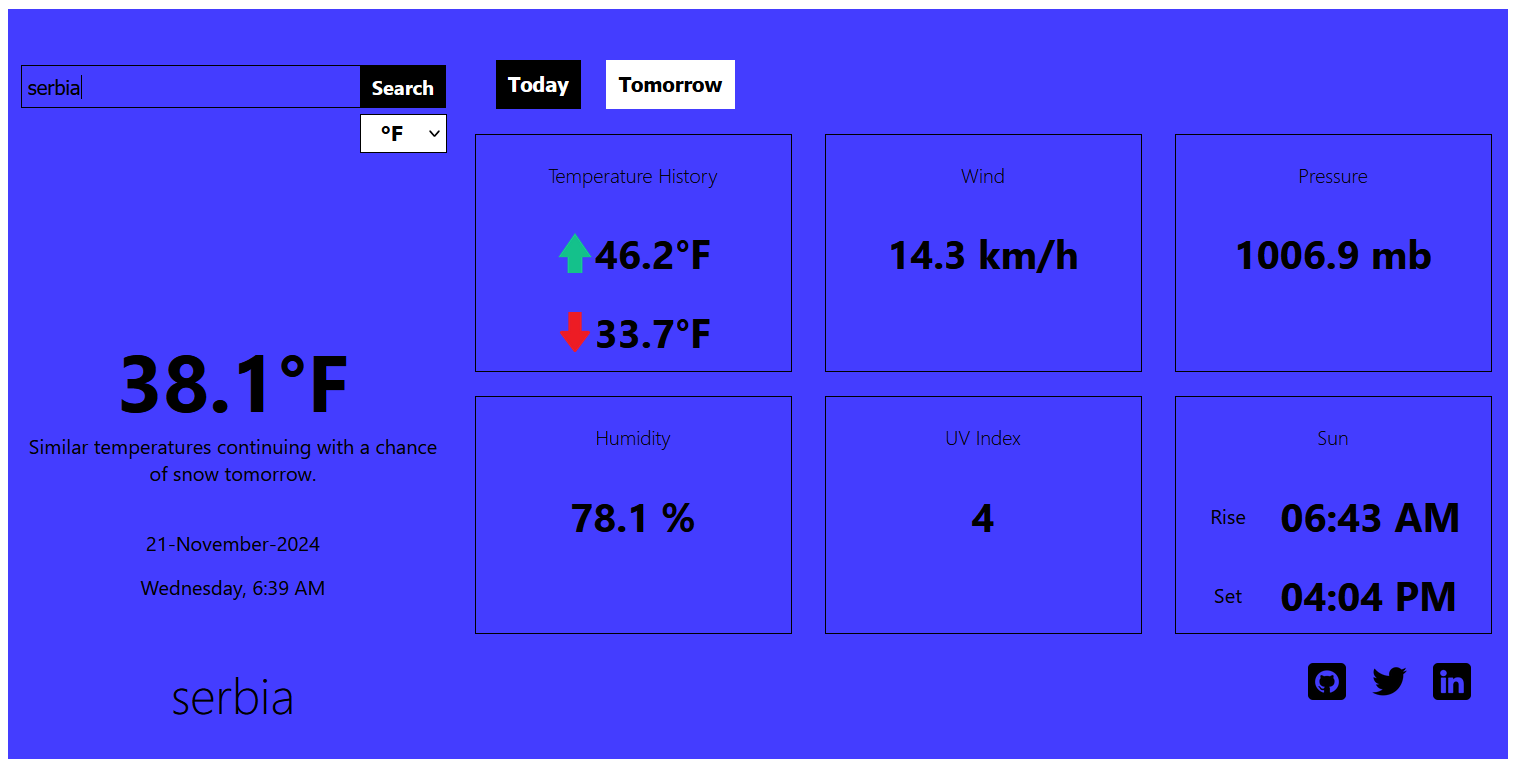 serbia
Search
°F
38.1°F
Similar temperatures continuing with a chance
of snow tomorrow.
21-November-2024
Wednesday, 6:39 AM
serbia
Today
Tomorrow
Temperature History
46.2°F
33.7°F
Wind
14.3 km/h
Pressure
1006.9 mb
Humidity
78.1 %
UV Index
4
Sun
Rise 06:43 AM
Set 04:04 PM
in